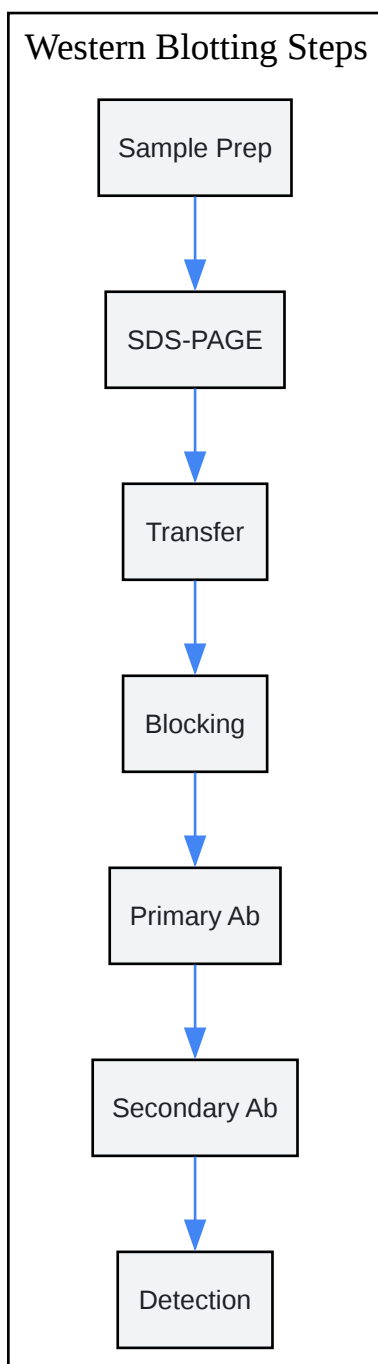 Western Blotting Steps
Sample Prep
SDS-PAGE
Transfer
Blocking
Primary Ab
Secondary Ab
Detection